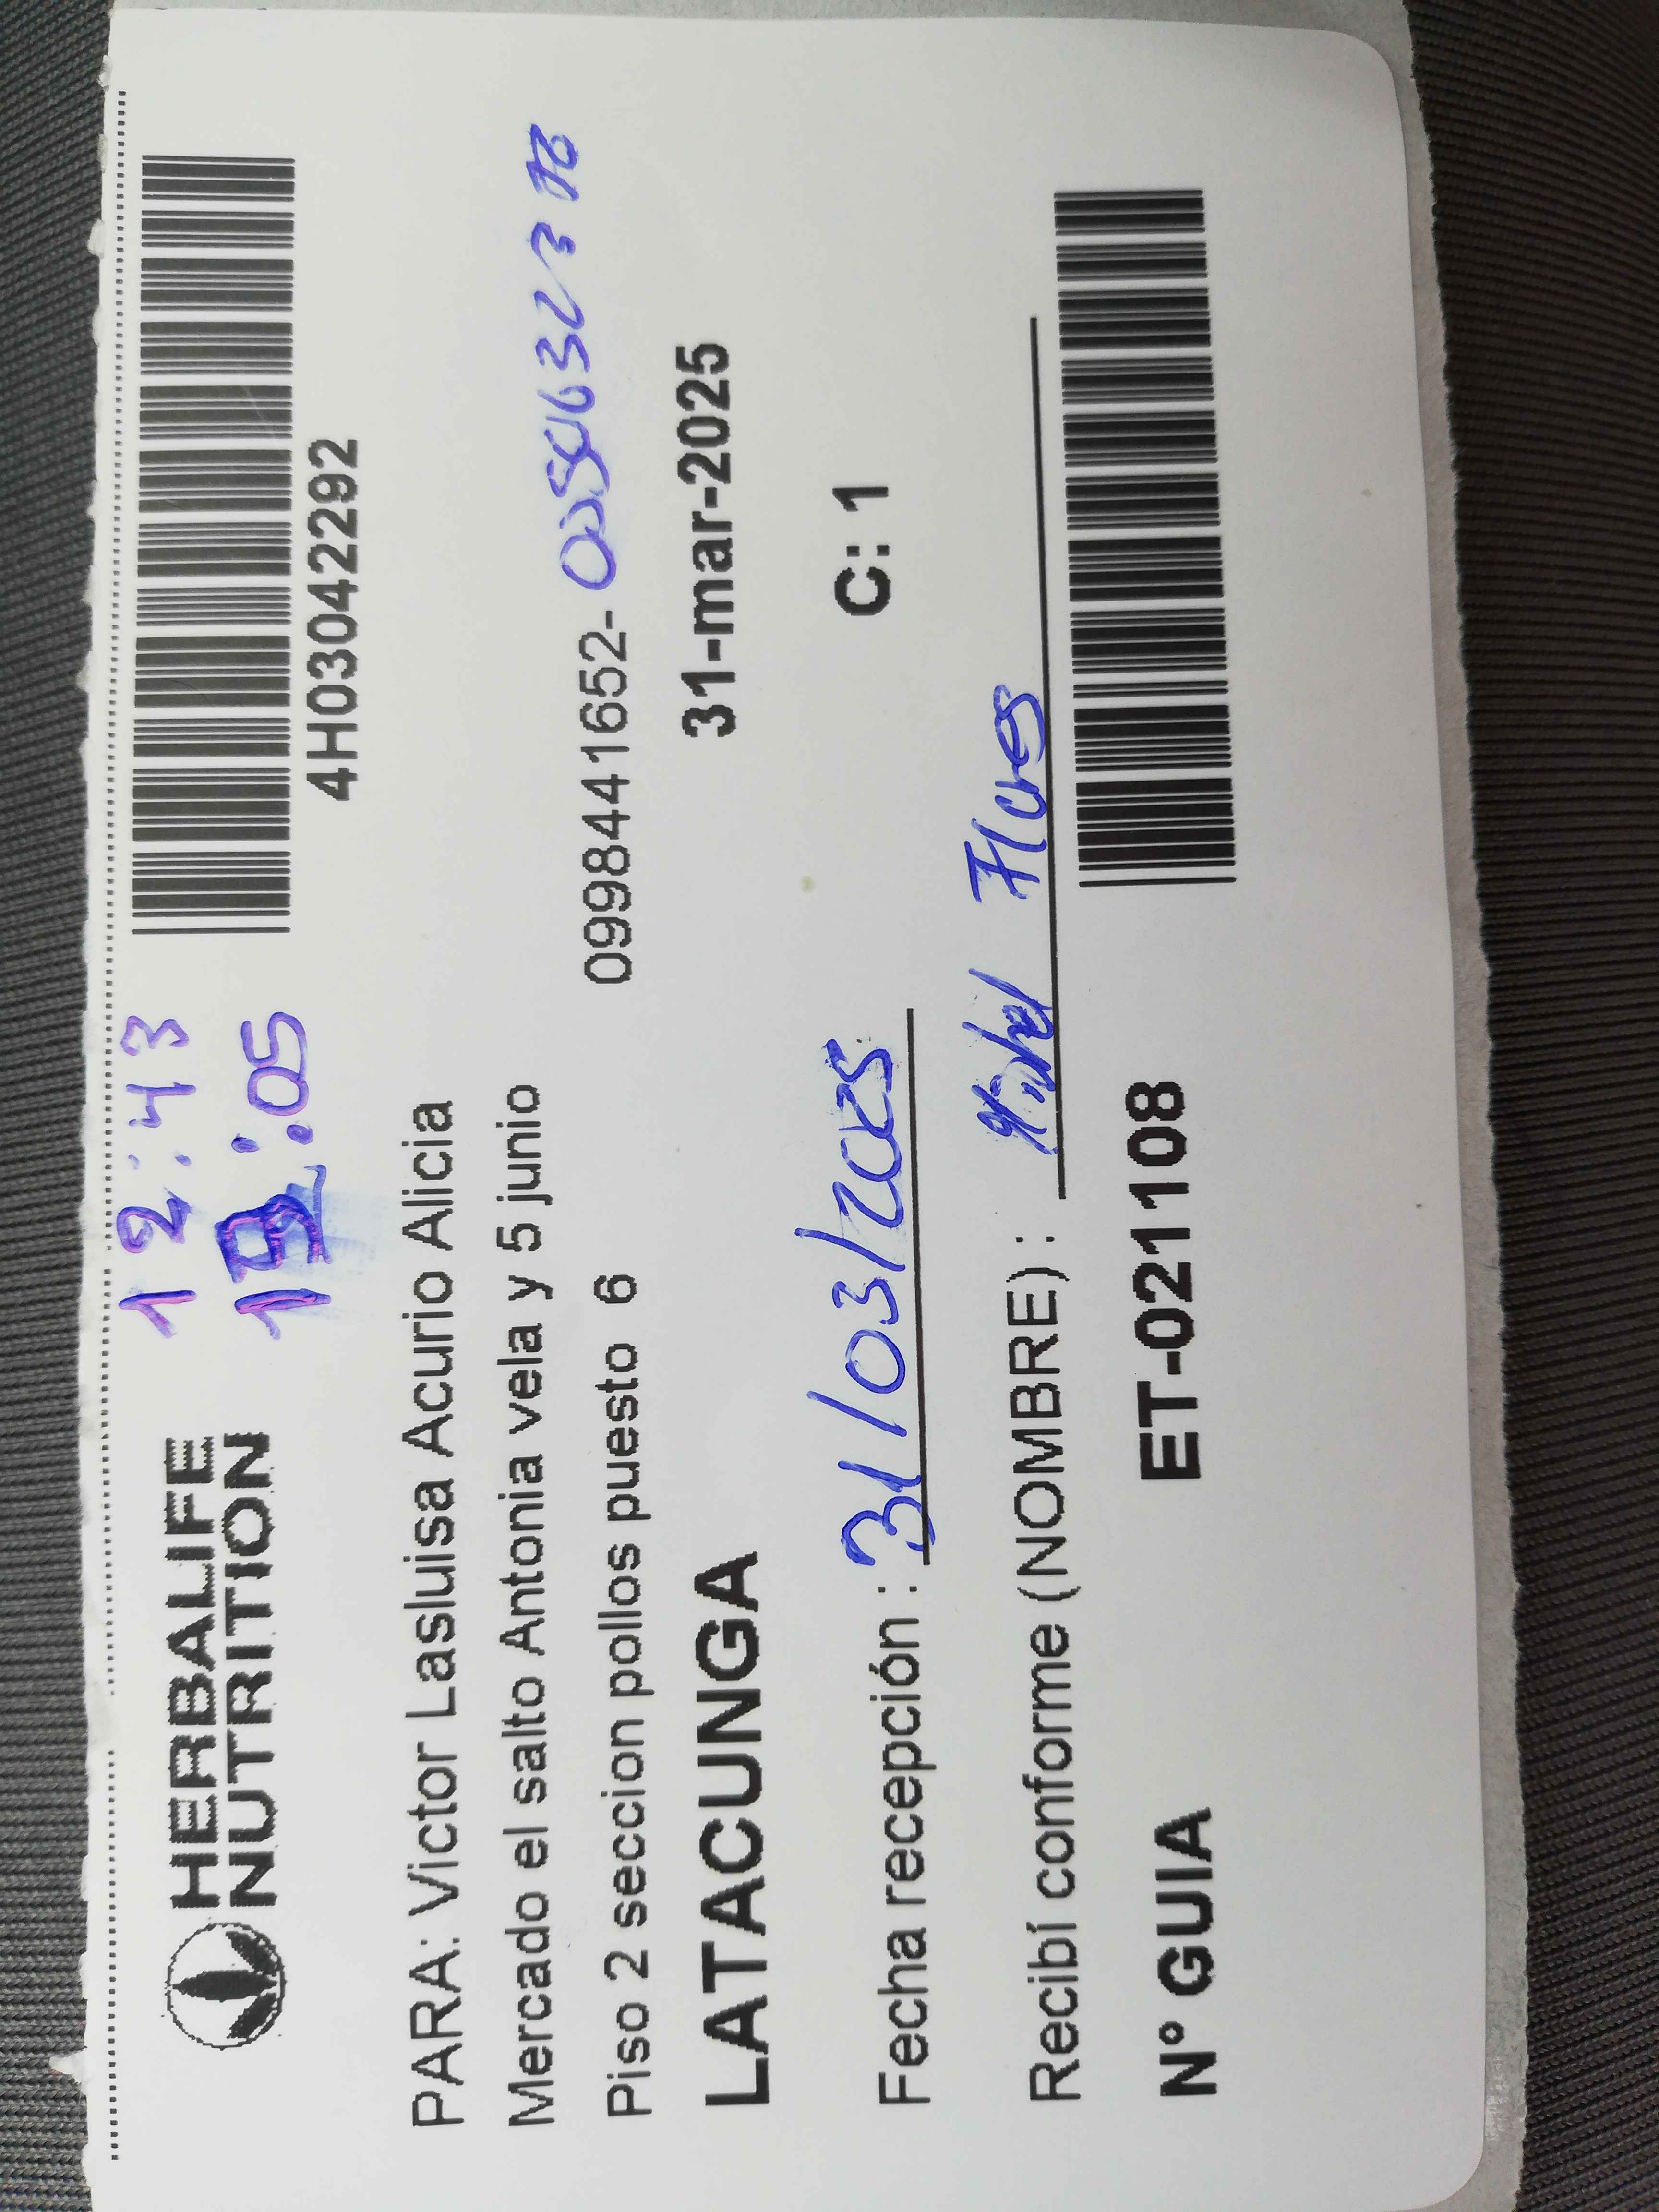 HERBALIFE
NUTRITION
12:43
:05
4H03042292
PARA: Victor Lasluisa Acurio Alicia
Mercado el salto Antonia vela y 5 junio
Piso 2 seccion pollos puesto 6
0998441652-
LATACUNGA
31-mar-2025
Fecha recepción : 31/03/2025
C: 1
Recibí conforme (NOMBRE) : Flores
N° GUIA
ET-021108